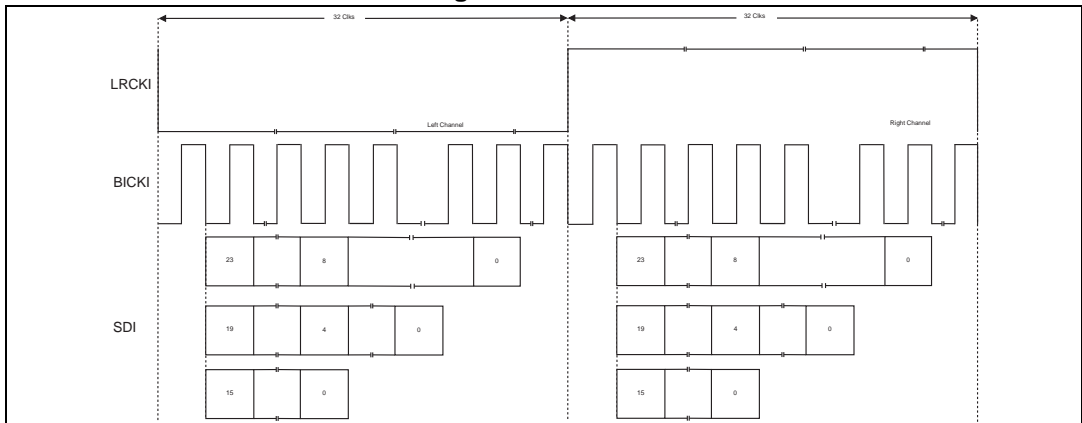 32 Clks 32 Clks
LRCKI
Left Channel Right Channel
BICKI
23 8 0 23 8 0
SDI
19 4 0 19 4 0
15 0 15 0